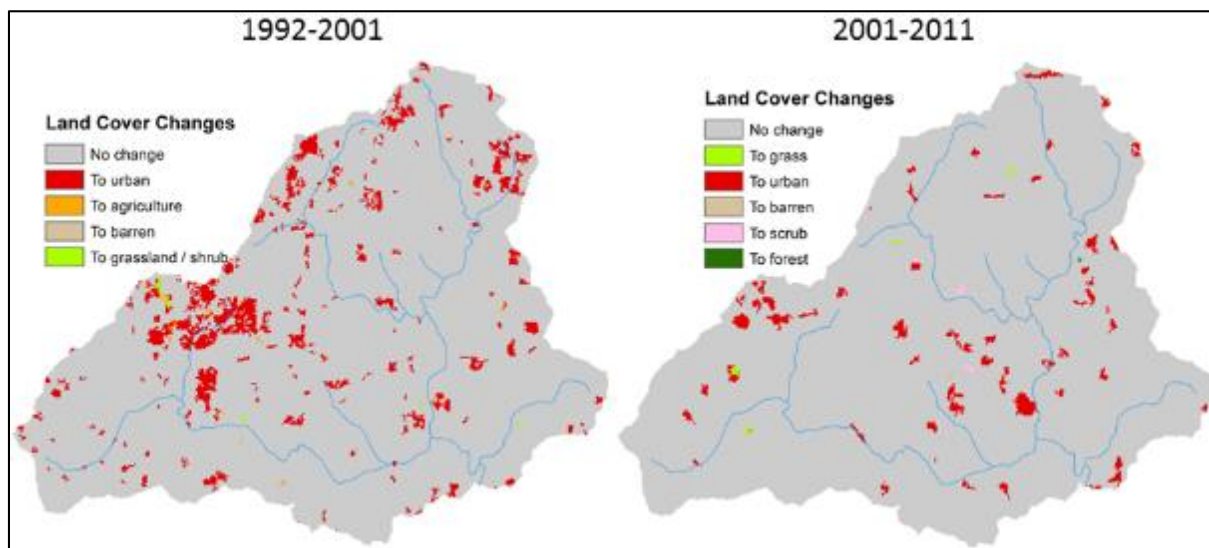 1992-2001
Land Cover Changes
No change
To urban
To agriculture
To barren
To grassland / shrub
2001-2011
Land Cover Changes
No change
To grass
To urban
To barren
To scrub
To forest